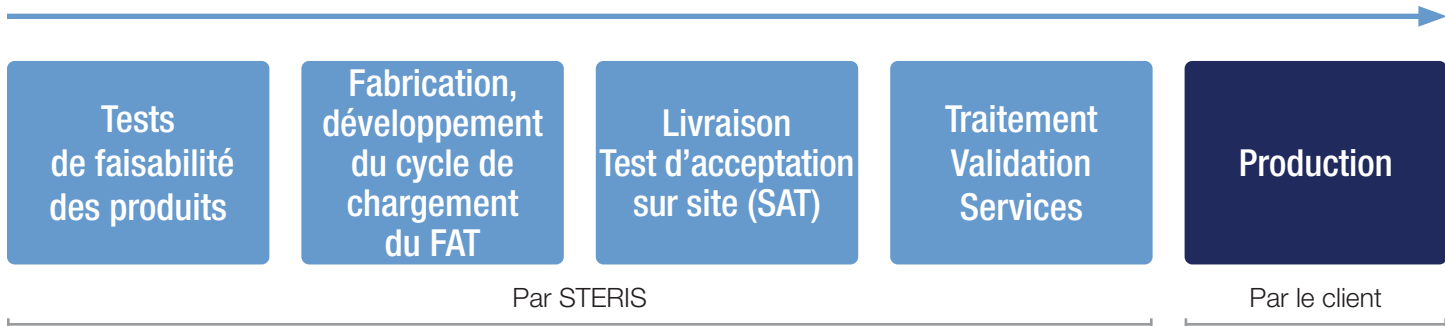 Tests
de faisabilité
des produits
Fabrication,
développement
du cycle de
chargement
du FAT
Livraison
Test d’acceptation
sur site (SAT)
Traitement
Validation
Services
Production
Par STERIS
Par le client